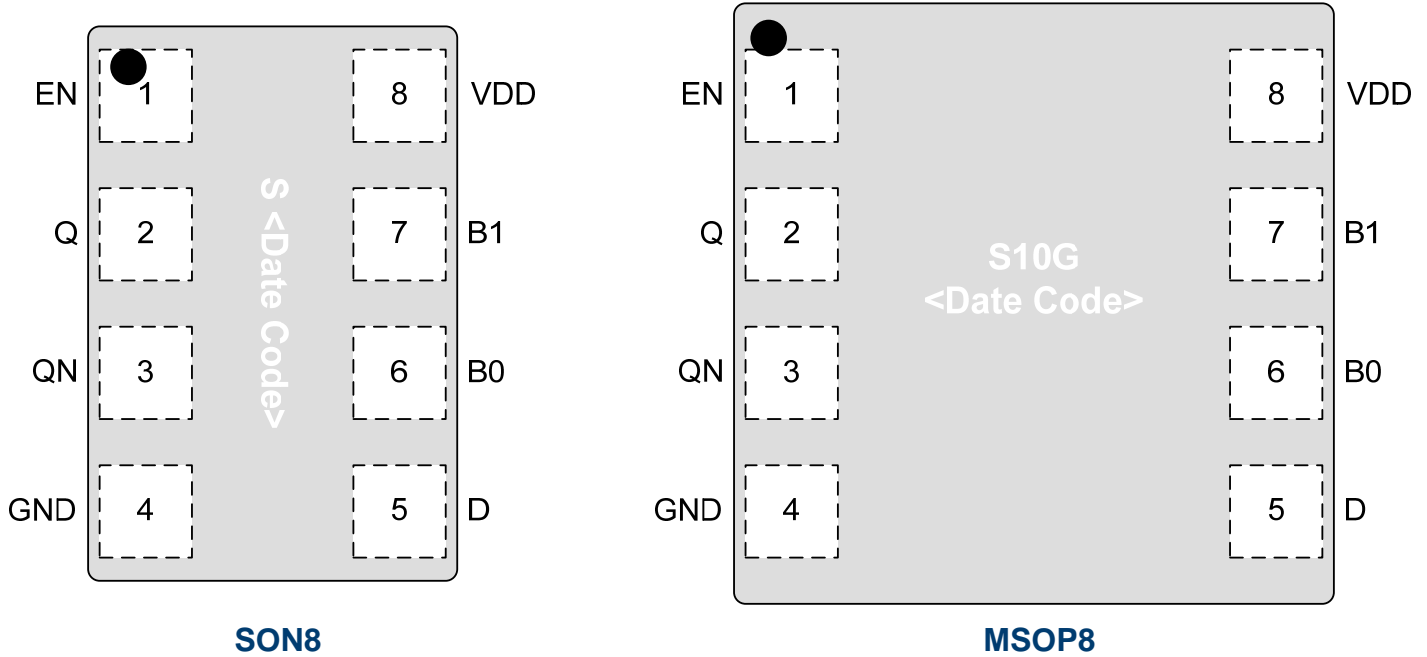 EN 1 8 VDD
Q 2 7 B1
QN 3 6 B0
GND 4 5 D
S <Date Code>
SON8
EN 1 8 VDD
Q 2 7 B1
S10G
<Date Code>
QN 3 6 B0
GND 4 5 D
MSOP8